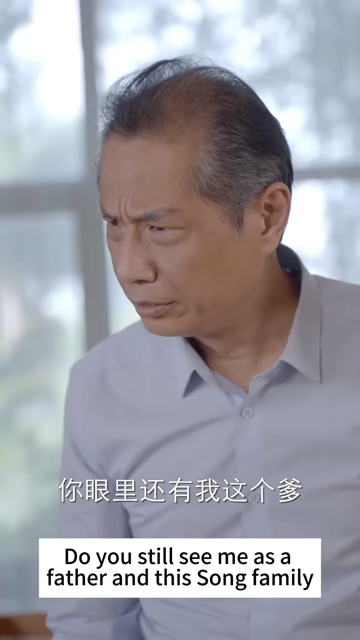 你眼里还有我这个爹
Do you still see me as a
father and this Song family